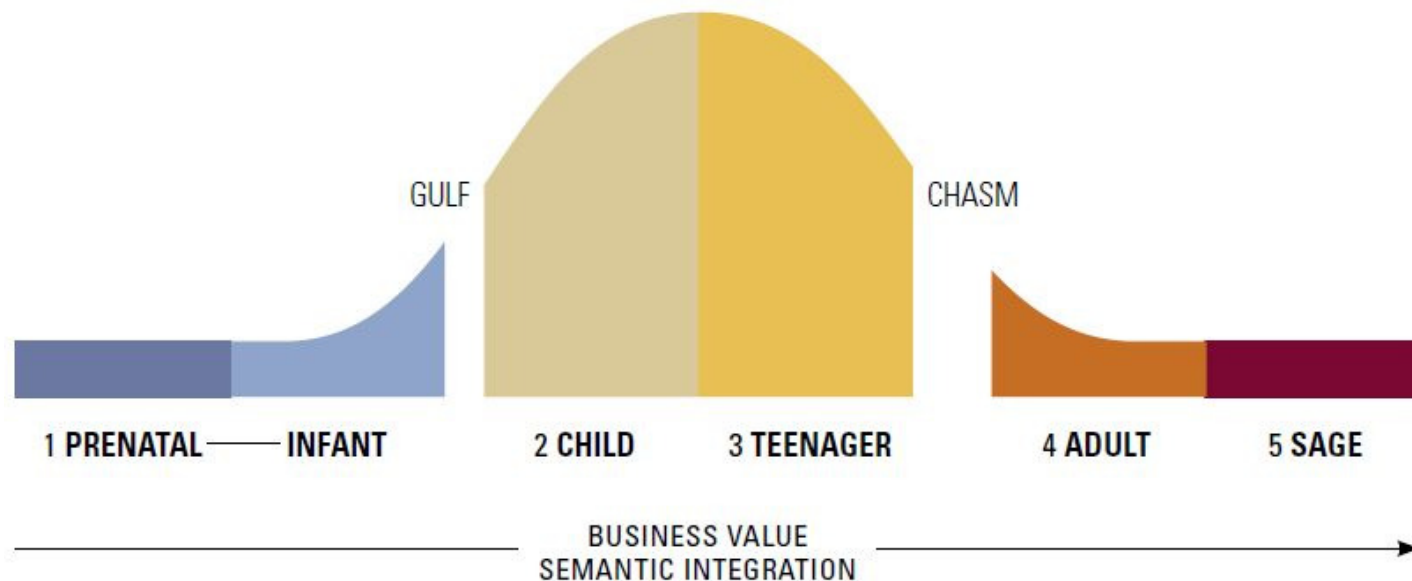 GULF
CHASM
1 PRENATAL — INFANT
2 CHILD
3 TEENAGER
4 ADULT
5 SAGE
BUSINESS VALUE
SEMANTIC INTEGRATION